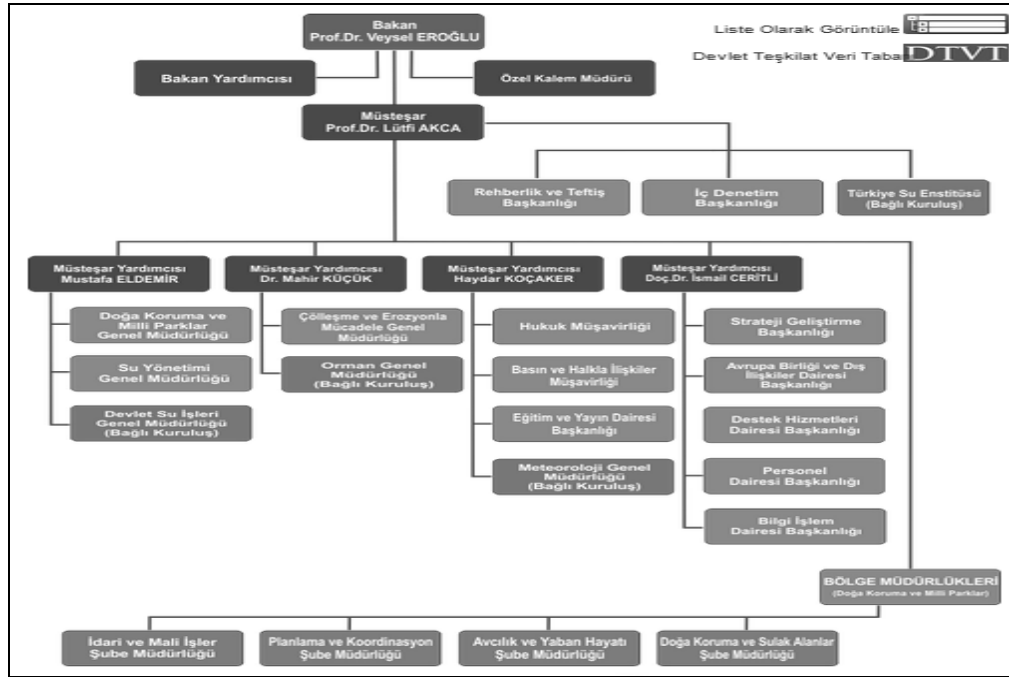 Bakan
Prof.Dr. Veysel EROĞLU
Liste Olarak Görüntüle
Devlet Teşkilat Veri Taba
DTVT
Bakan Yardımcısı
Özel Kalem Müdürü
Müsteşar
Prof.Dr. Lütfi AKCA
Rehberlik ve Teftiş
Başkanlığı
İç Denetim
Başkanlığı
Türkiye Su Enstitüsü
(Bağlı Kuruluş)
Müsteşar Yardımcısı
Mustafa ELDEMİR
Müsteşar Yardımcısı
Dr. Mahir KÜÇÜK
Müsteşar Yardımcısı
Haydar KOÇAKER
Müsteşar Yardımcısı
Doç.Dr. İsmail CERİTLİ
Doğa Koruma ve
Milli Parklar
Genel Müdürlüğü
Su Yönetimi
Genel Müdürlüğü
Devlet Su İşleri
Genel Müdürlüğü
(Bağlı Kuruluş)
Çölleşme ve Erozyonla
Mücadele Genel
Müdürlüğü
Orman Genel
Müdürlüğü
(Bağlı Kuruluş)
Hukuk Müşavirliği
Basın ve Halkla İlişkiler
Müşavirliği
Eğitim ve Yayın Dairesi
Başkanlığı
Meteoroloji Genel
Müdürlüğü
(Bağlı Kuruluş)
Strateji Geliştirme
Başkanlığı
Avrupa Birliği ve Dış
İlişkiler Dairesi
Başkanlığı
Destek Hizmetleri
Dairesi Başkanlığı
Personel
Dairesi Başkanlığı
Bilgi İşlem
Dairesi Başkanlığı
BÖLGE MÜDÜRLÜKLERİ
(Doğa Koruma ve Milli Parklar)
İdari ve Mali İşler
Şube Müdürlüğü
Planlama ve Koordinasyon
Şube Müdürlüğü
Avcılık ve Yaban Hayatı
Şube Müdürlüğü
Doğa Koruma ve Sulak Alanlar
Şube Müdürlüğü